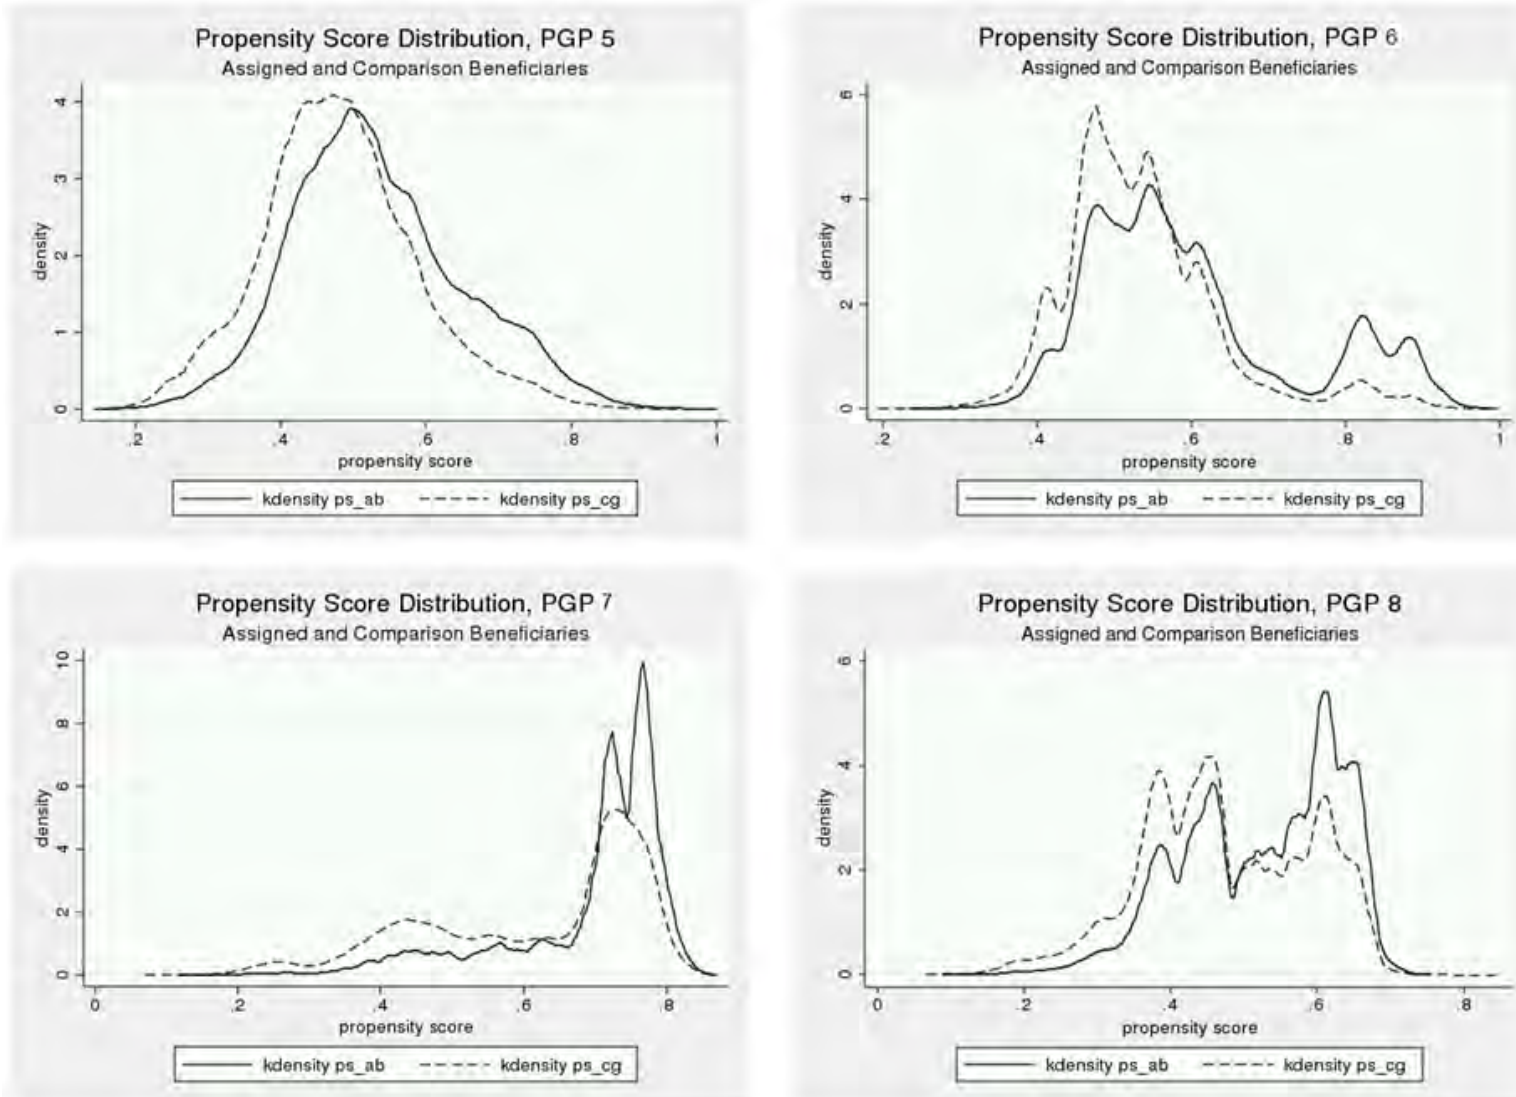 Propensity Score Distribution, PGP 5
Assigned and Comparison Beneficiaries
density
0 1 2 3 4
.2 .4 .6 .8 1
propensity score
kdensity ps_ab kdensity ps_cg
Propensity Score Distribution, PGP 6
Assigned and Comparison Beneficiaries
density
0 2 4 6
.2 .4 .6 .8 1
propensity score
kdensity ps_ab kdensity ps_cg
Propensity Score Distribution, PGP 7
Assigned and Comparison Beneficiaries
density
0 2 4 6 8 10
0 .2 .4 .6 .8
propensity score
kdensity ps_ab kdensity ps_cg
Propensity Score Distribution, PGP 8
Assigned and Comparison Beneficiaries
density
0 2 4 6
0 .2 .4 .6 .8
propensity score
kdensity ps_ab kdensity ps_cg